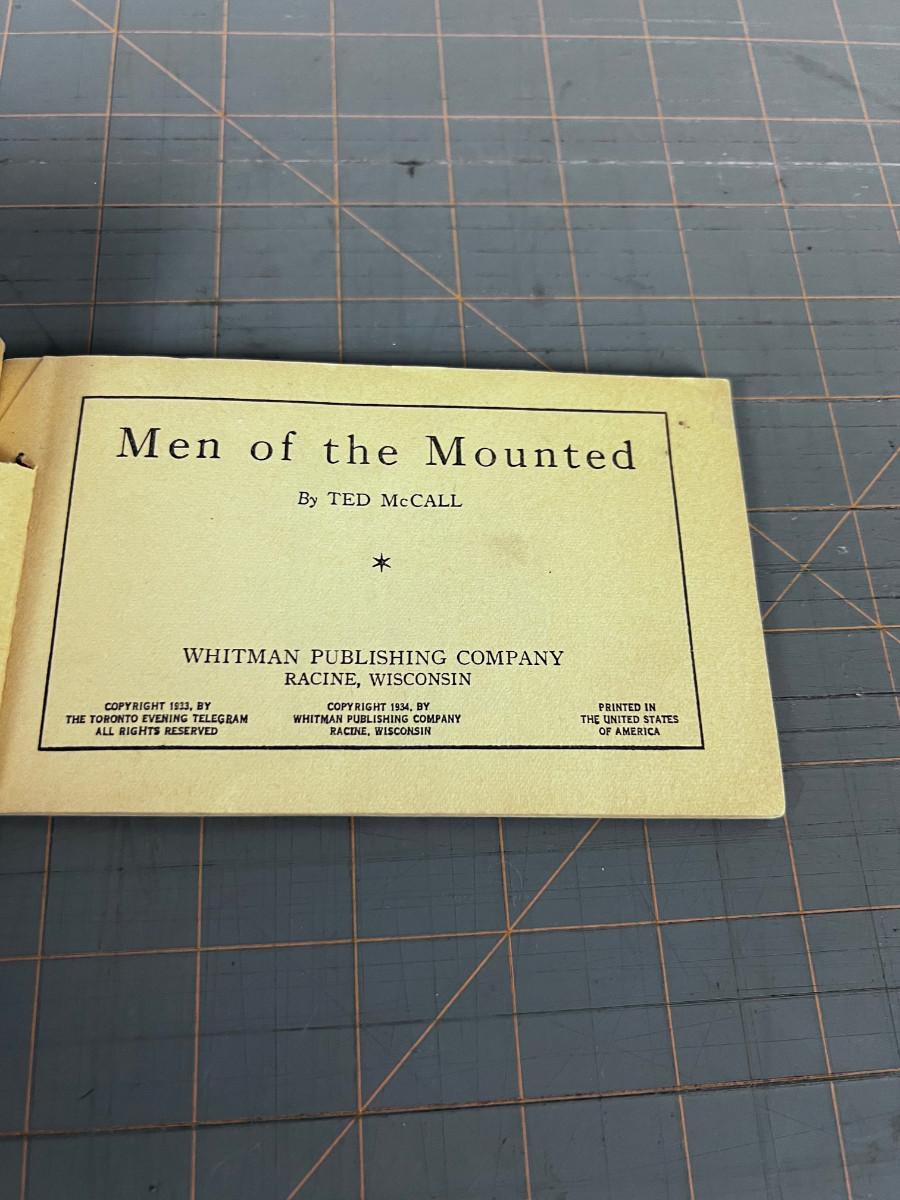 Men of the Mounted
By TED McCALL
*
WHITMAN PUBLISHING COMPANY
RACINE, WISCONSIN
COPYRIGHT 1933, BY
THE TORONTO EVENING TELEGRAM
ALL RIGHTS RESERVED
COPYRIGHT 1934, BY
WHITMAN PUBLISHING COMPANY
RACINE, WISCONSIN
PRINTED IN
THE UNITED STATES
OF AMERICA